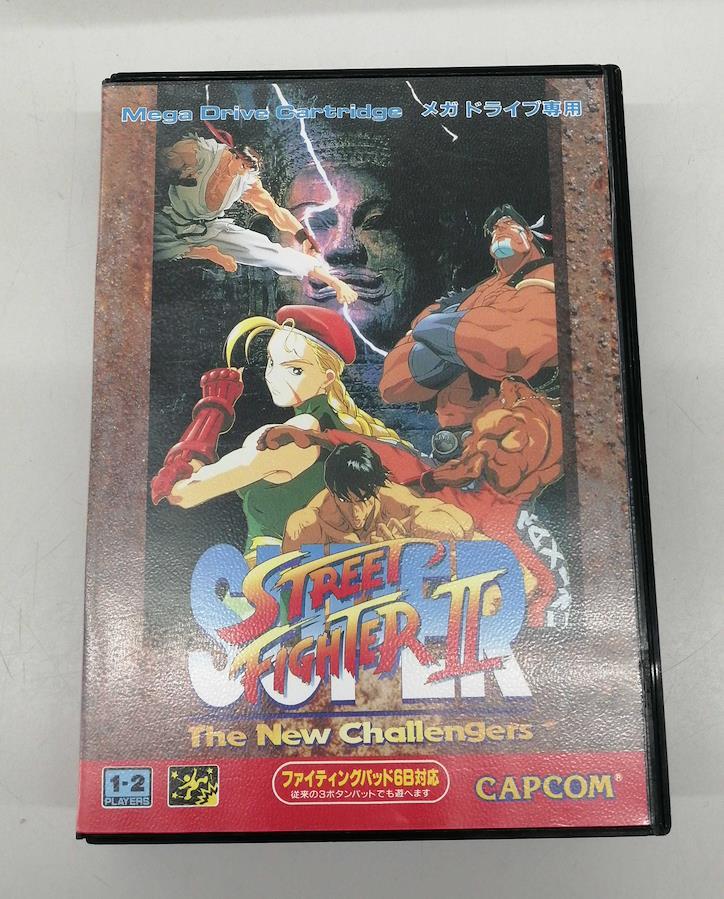 Mega Drive Cartridge メガドライブ専用
SUPER
STREET
FIGHTER II
The New Challengers
1-2
PLAYERS
ファイティングパッド6B対応
従来の3ボタンパットでも遊べます
CAPCOM®